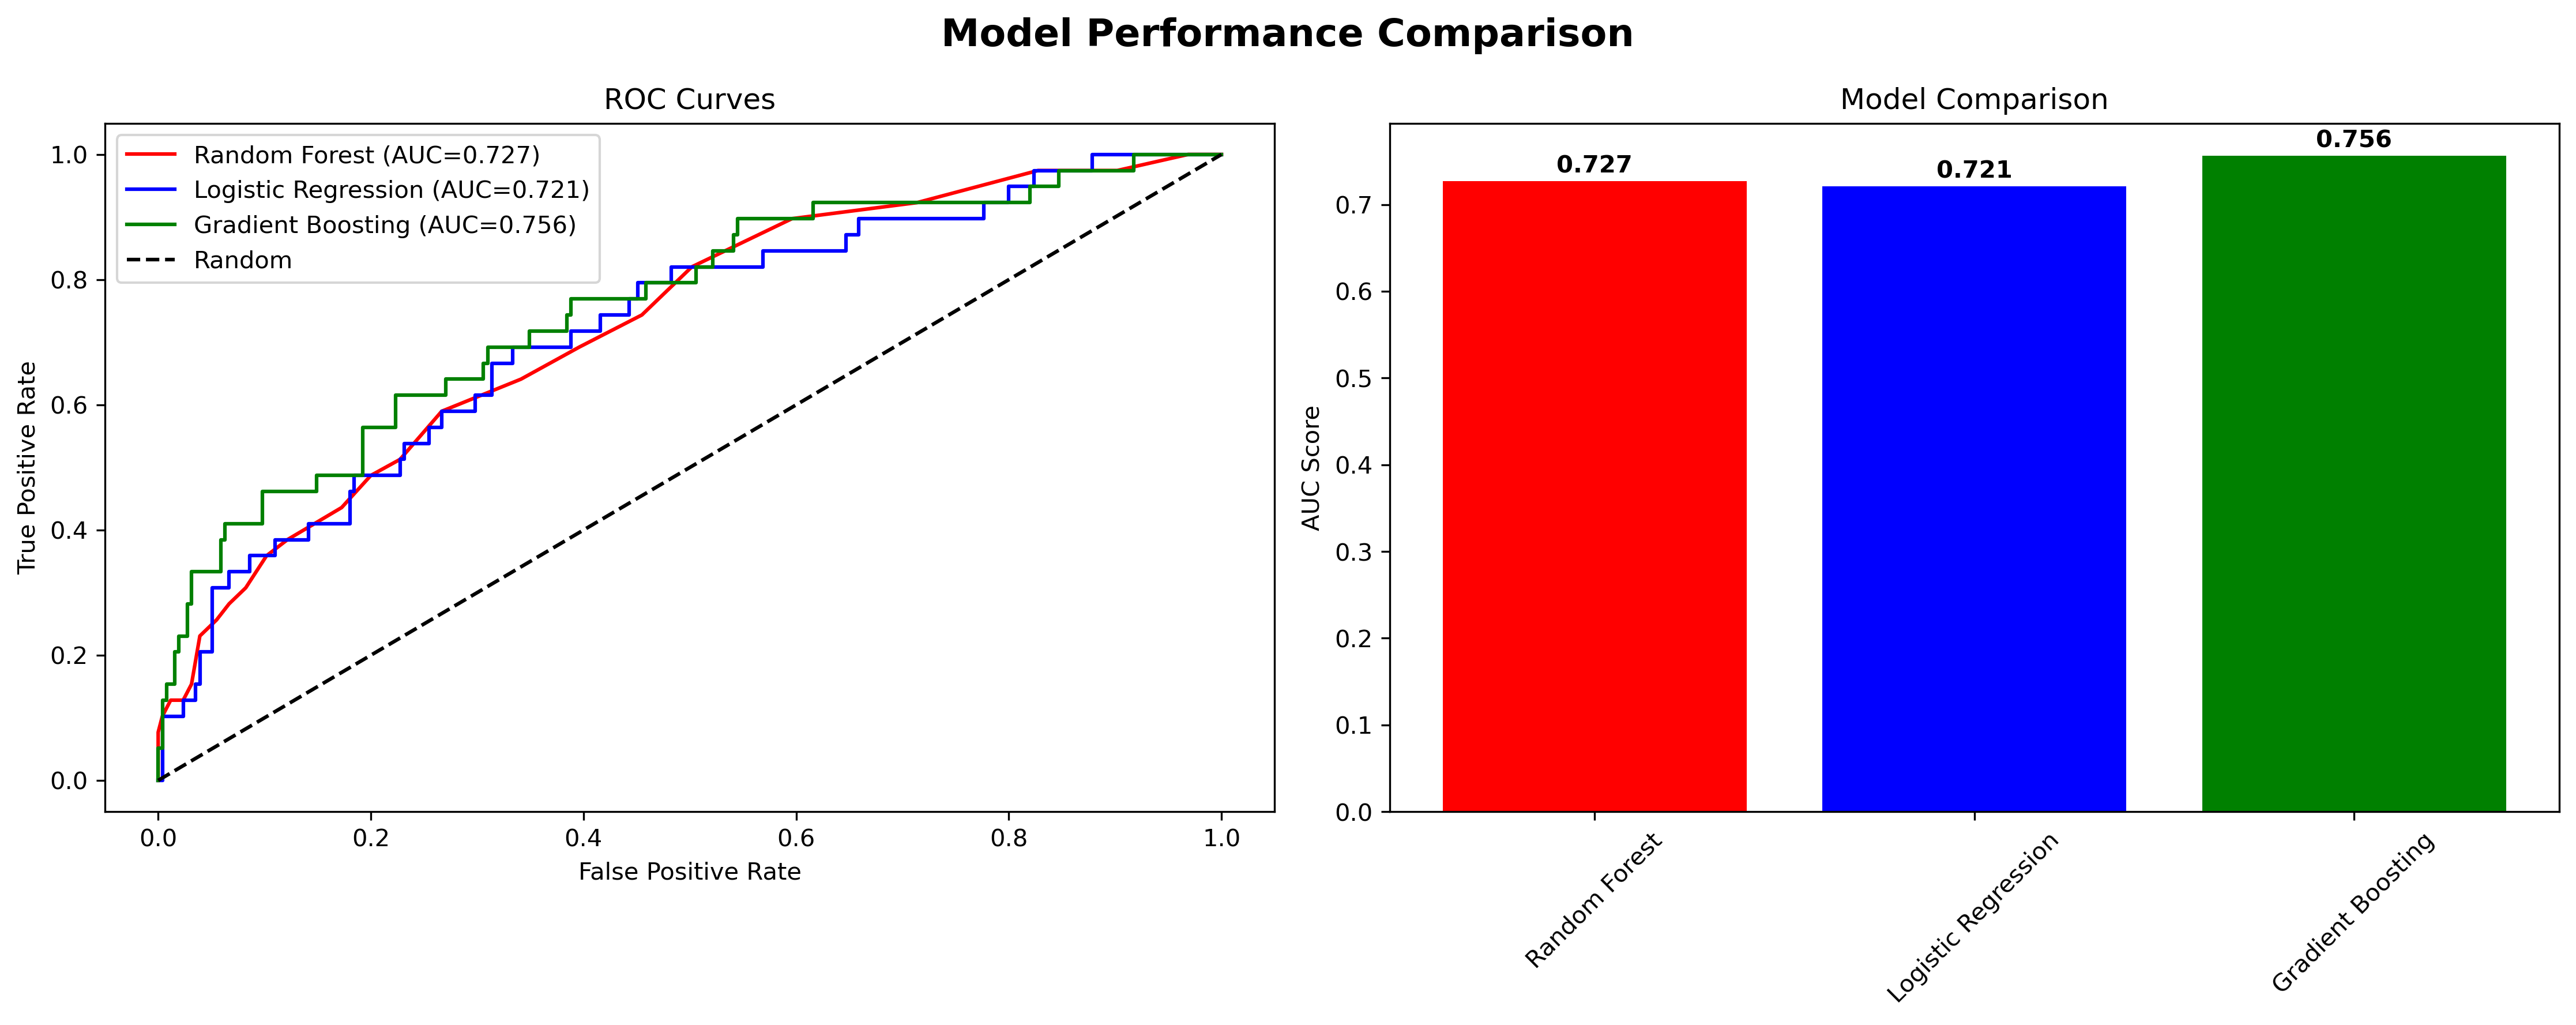 Model Performance Comparison
ROC Curves
Random Forest (AUC=0.727)
Logistic Regression (AUC=0.721)
Gradient Boosting (AUC=0.756)
Random
1.0
0.8
0.6
0.4
0.2
0.0
True Positive Rate
0.0 0.2 0.4 0.6 0.8 1.0
False Positive Rate
Model Comparison
0.727 0.721 0.756
0.7
0.6
0.5
0.4
0.3
0.2
0.1
0.0
AUC Score
Random Forest
Logistic Regression
Gradient Boosting